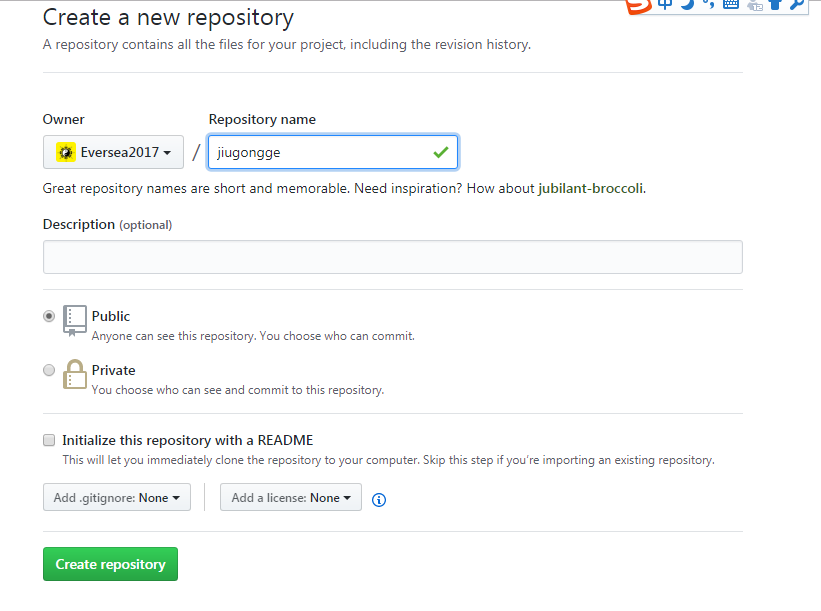 Create a new repository
A repository contains all the files for your project, including the revision history.
Owner
Repository name
Eversea2017
/
jiugongge
Great repository names are short and memorable. Need inspiration? How about jubilant-broccoli.
Description (optional)
Public
Anyone can see this repository. You choose who can commit.
Private
You choose who can see and commit to this repository.
Initialize this repository with a README
This will let you immediately clone the repository to your computer. Skip this step if you're importing an existing repository.
Add .gitignore: None
Add a license: None
Create repository